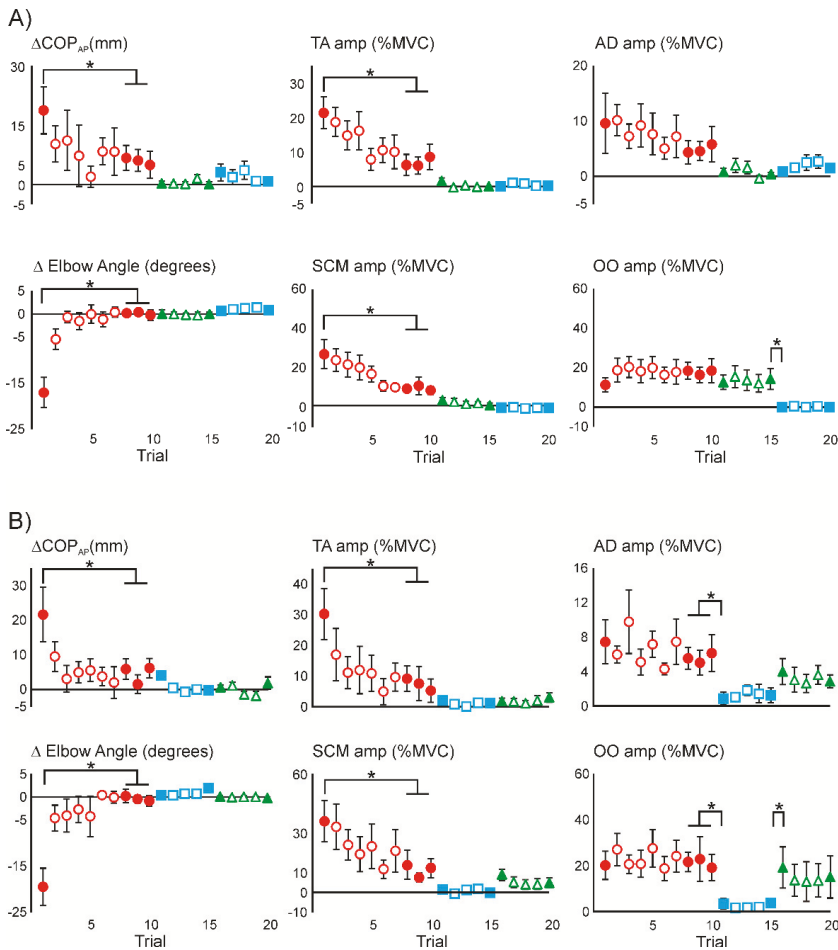 A)
ΔCOPAP(mm)
TA amp (%MVC)
AD amp (%MVC)
30
15
5
0
-5
*
40
30
20
10
0
-5
*
20
10
0
-5
Δ Elbow Angle (degrees)
SCM amp (%MVC)
OO amp (%MVC)
5
0
-5
-15
-25
*
60
40
20
0
-10
*
60
40
20
0
-10
*
5 10 15 20
5 10 15 20
5 10 15 20
Trial
Trial
Trial
B)
ΔCOPAP(mm)
TA amp (%MVC)
AD amp (%MVC)
30
20
10
0
-5
*
40
30
20
10
0
*
16
12
8
4
0
*
Δ Elbow Angle (degrees)
SCM amp (%MVC)
OO amp (%MVC)
5
0
-5
-15
-25
*
60
30
10
0
-10
*
60
40
20
0
* *
5 10 15 20
5 10 15 20
5 10 15 20
Trial
Trial
Trial